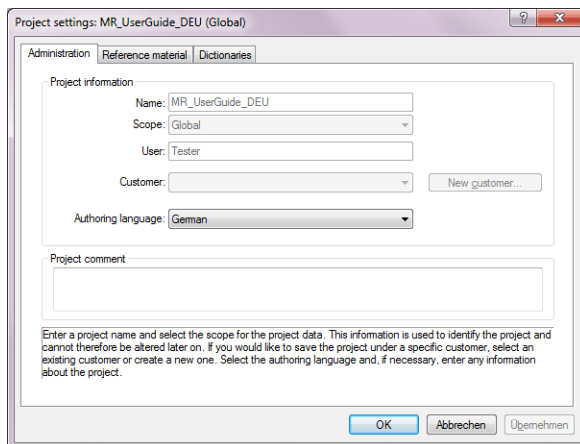 Project settings: MR_UserGuide_DEU (Global)
Administration Reference material Dictionaries
Project information
Name: MR_UserGuide_DEU
Scope: Global
User: Tester
Customer: New customer...
Authoring language: German
Project comment
Enter a project name and select the scope for the project data. This information is used to identify the project and
cannot therefore be altered later on. If you would like to save the project under a specific customer, select an
existing customer or create a new one. Select the authoring language and, if necessary, enter any information
about the project.
OK Abbrechen Übernehmen